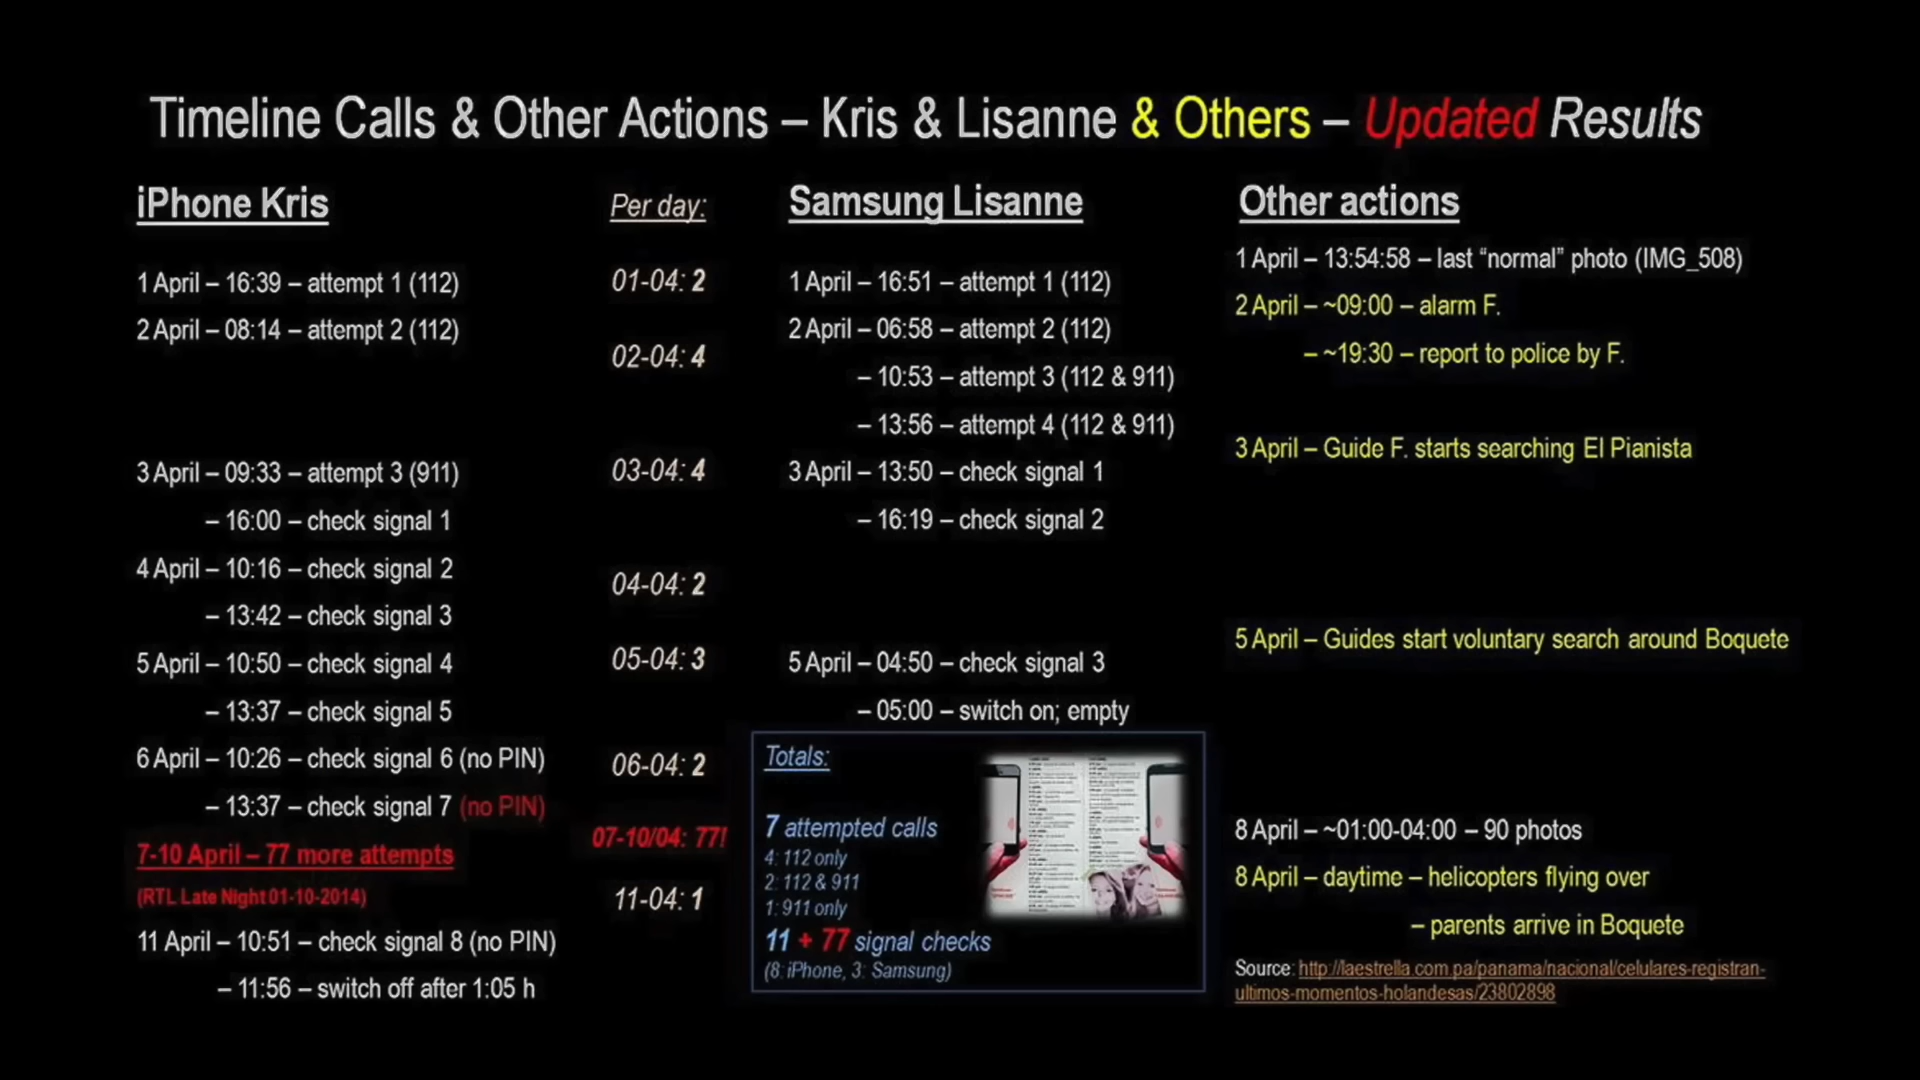 Timeline Calls & Other Actions – Kris & Lisanne & Others – Updated Results
iPhone Kris
1 April – 16:39 – attempt 1 (112)
2 April – 08:14 – attempt 2 (112)
3 April – 09:33 – attempt 3 (911)
– 16:00 – check signal 1
4 April – 10:16 – check signal 2
– 13:42 – check signal 3
5 April – 10:50 – check signal 4
– 13:37 – check signal 5
6 April – 10:26 – check signal 6 (no PIN)
– 13:37 – check signal 7 (no PIN)
7-10 April – 77 more attempts
(RTL Late Night 01-10-2014)
11 April – 10:51 – check signal 8 (no PIN)
– 11:56 – switch off after 1:05 h
Per day:
01-04: 2
02-04: 4
03-04: 4
04-04: 2
05-04: 3
06-04: 2
07-10/04: 77!
11-04: 1
Samsung Lisanne
1 April – 16:51 – attempt 1 (112)
2 April – 06:58 – attempt 2 (112)
– 10:53 – attempt 3 (112 & 911)
– 13:56 – attempt 4 (112 & 911)
3 April – 13:50 – check signal 1
– 16:19 – check signal 2
5 April – 04:50 – check signal 3
– 05:00 – switch on; empty
Totals:
7 attempted calls
4: 112 only
2: 112 & 911
1: 911 only
11 + 77 signal checks
(8: iPhone, 3: Samsung)
Other actions
1 April – 13:54:58 – last “normal” photo (IMG_508)
2 April – ~09:00 – alarm F.
– ~19:30 – report to police by F.
3 April – Guide F. starts searching El Pianista
5 April – Guides start voluntary search around Boquete
8 April – ~01:00-04:00 – 90 photos
8 April – daytime – helicopters flying over
– parents arrive in Boquete
Source: http://laestrella.com.pa/panama/nacional/celulares-registran-
ultimos-momentos-holandesas/23802898